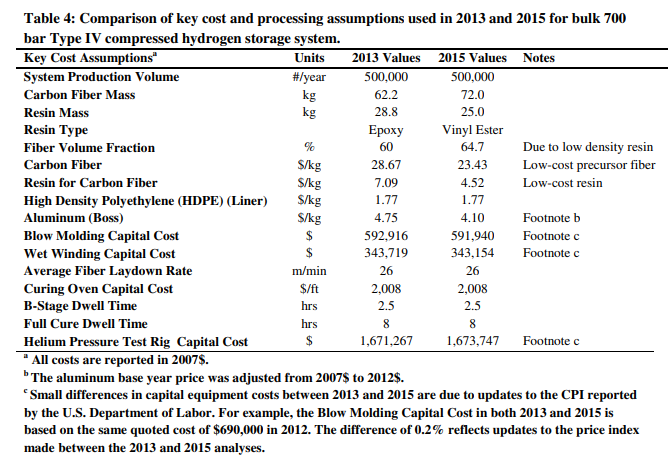 Table 4: Comparison of key cost and processing assumptions used in 2013 and 2015 for bulk 700
bar Type IV compressed hydrogen storage system.
Key Cost Assumptionsa Units 2013 Values 2015 Values Notes
System Production Volume #/year 500,000 500,000
Carbon Fiber Mass kg 62.2 72.0
Resin Mass kg 28.8 25.0
Resin Type Epoxy Vinyl Ester
Fiber Volume Fraction % 60 64.7 Due to low density resin
Carbon Fiber $/kg 28.67 23.43 Low-cost precursor fiber
Resin for Carbon Fiber $/kg 7.09 4.52 Low-cost resin
High Density Polyethylene (HDPE) (Liner) $/kg 1.77 1.77
Aluminum (Boss) $/kg 4.75 4.10 Footnote b
Blow Molding Capital Cost $ 592,916 591,940 Footnote c
Wet Winding Capital Cost $ 343,719 343,154 Footnote c
Average Fiber Laydown Rate m/min 26 26
Curing Oven Capital Cost $/ft 2,008 2,008
B-Stage Dwell Time hrs 2.5 2.5
Full Cure Dwell Time hrs 8 8
Helium Pressure Test Rig Capital Cost $ 1,671,267 1,673,747 Footnote c
a All costs are reported in 2007$.
b The aluminum base year price was adjusted from 2007$ to 2012$.
c Small differences in capital equipment costs between 2013 and 2015 are due to updates to the CPI reported
by the U.S. Department of Labor. For example, the Blow Molding Capital Cost in both 2013 and 2015 is
based on the same quoted cost of $690,000 in 2012. The difference of 0.2% reflects updates to the price index
made between the 2013 and 2015 analyses.